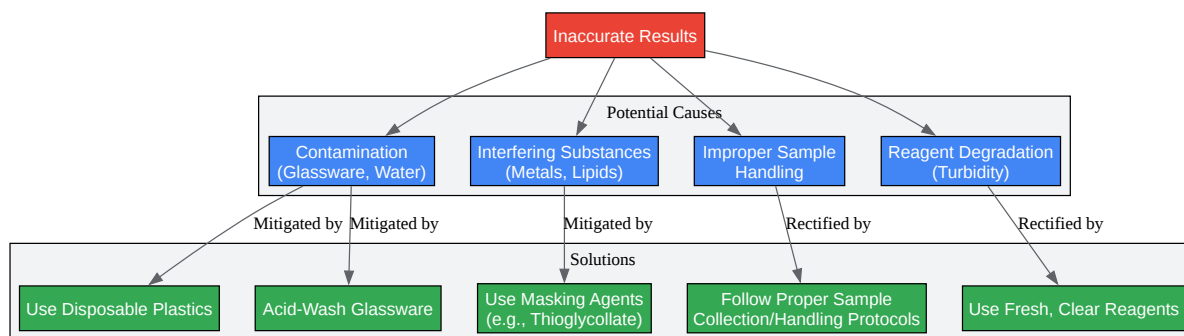 Inaccurate Results
Potential Causes
Contamination
(Glassware, Water)
Interfering Substances
(Metals, Lipids)
Improper Sample
Handling
Reagent Degradation
(Turbidity)
Mitigated by
Mitigated by
Mitigated by
Rectified by
Rectified by
Solutions
Use Disposable Plastics
Acid-Wash Glassware
Use Masking Agents
(e.g., Thioglycollate)
Follow Proper Sample
Collection/Handling Protocols
Use Fresh, Clear Reagents